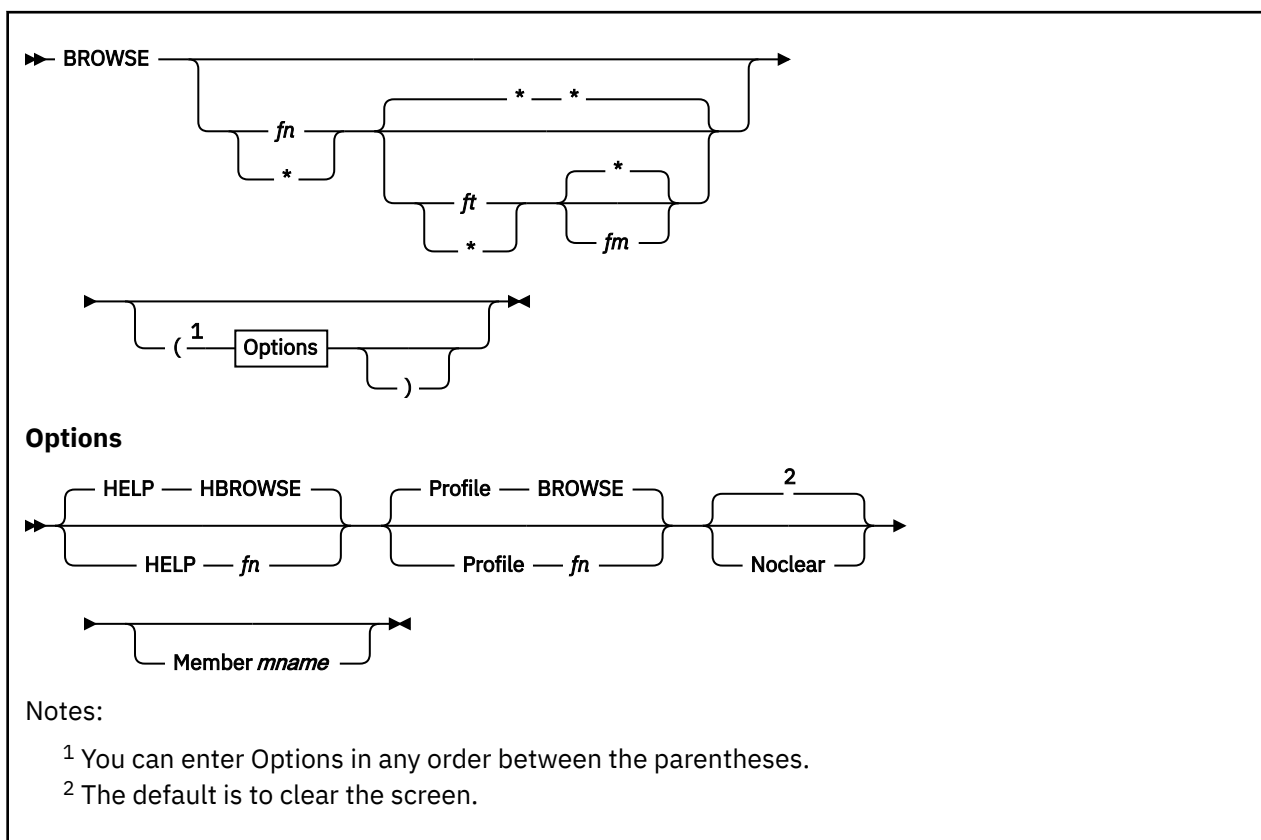 BROWSE
* *
fn
*
*
ft
*
fm
( 1 Options
)
Options
HELP HBROWSE Profile BROWSE 2
HELP fn Profile fn Noclear
Member mname
Notes:
1 You can enter Options in any order between the parentheses.
2 The default is to clear the screen.